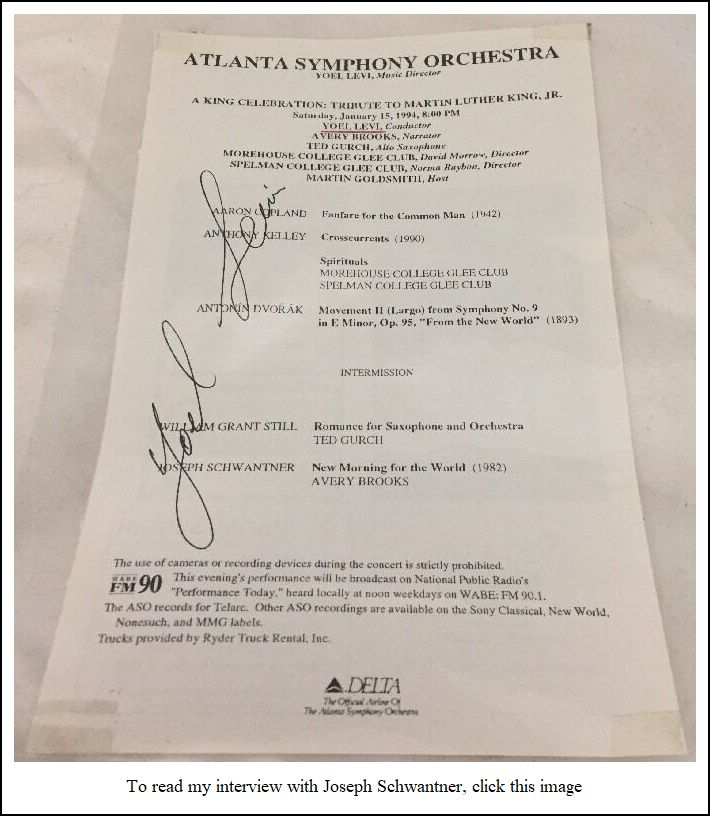 ATLANTA SYMPHONY ORCHESTRA
YOEL LEVI, Music Director
A KING CELEBRATION: TRIBUTE TO MARTIN LUTHER KING, JR.
Saturday, January 15, 1994, 8:00 PM
YOEL LEVI, Conductor
AVERY BROOKS, Narrator
TED GURCH, Alto Saxophone
MOREHOUSE COLLEGE GLEE CLUB, David Morrow, Director
SPELMAN COLLEGE GLEE CLUB, Norma Raybon, Director
MARTIN GOLDSMITH, Host
AARON COPLAND Fanfare for the Common Man (1942)
ANTHONY KELLEY Crosscurrents (1990)
Spirituals
MOREHOUSE COLLEGE GLEE CLUB
SPELMAN COLLEGE GLEE CLUB
ANTONÍN DVOŘÁK Movement II (Largo) from Symphony No. 9
in E Minor, Op. 95, "From the New World" (1893)
INTERMISSION
WILLIAM GRANT STILL Romance for Saxophone and Orchestra
TED GURCH
JOSEPH SCHWANTNER New Morning for the World (1982)
AVERY BROOKS
Yoel Levi
The use of cameras or recording devices during the concert is strictly prohibited.
WABE FM 90 This evening's performance will be broadcast on National Public Radio's
"Performance Today," heard locally at noon weekdays on WABE: FM 90.1.
The ASO records for Telarc. Other ASO recordings are available on the Sony Classical, New World,
Nonesuch, and MMG labels.
Trucks provided by Ryder Truck Rental, Inc.
DELTA
The Official Airline Of
The Atlanta Symphony Orchestra
To read my interview with Joseph Schwantner, click this image